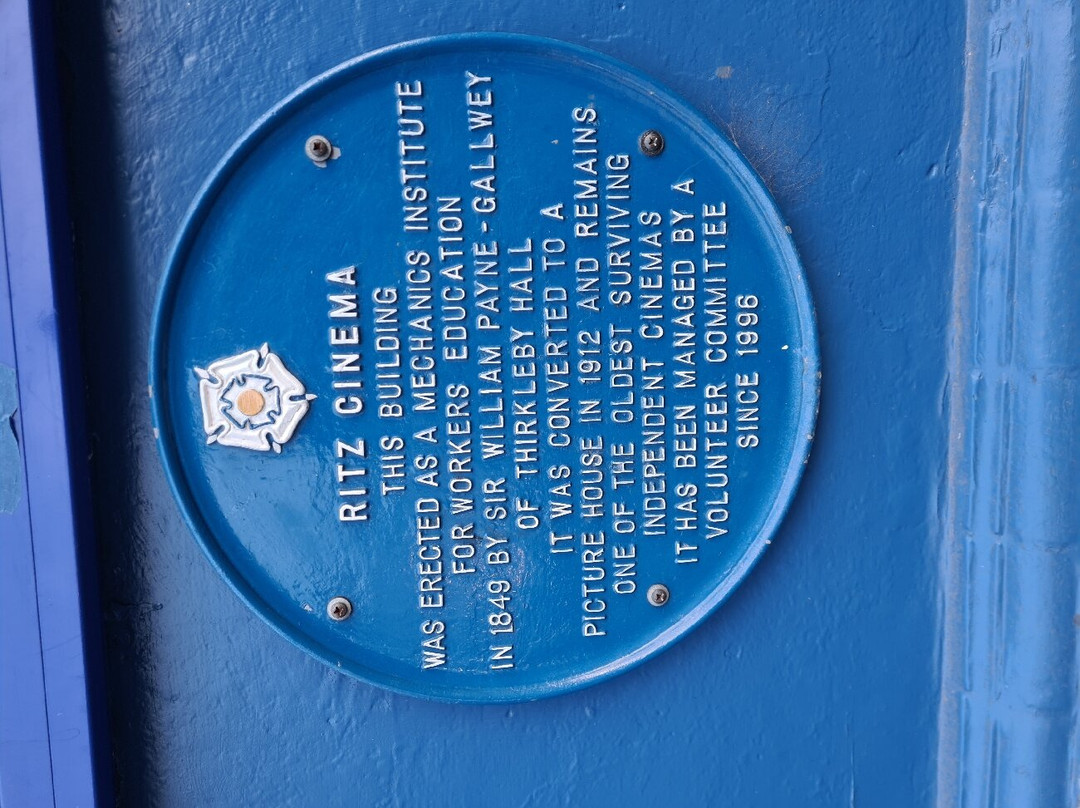 RITZ CINEMA
THIS BUILDING
WAS ERECTED AS A MECHANICS INSTITUTE
FOR WORKERS EDUCATION
IN 1849 BY SIR WILLIAM PAYNE-GALLWEY
OF THIRKLEBY HALL
IT WAS CONVERTED TO A
PICTURE HOUSE IN 1912 AND REMAINS
ONE OF THE OLDEST SURVIVING
INDEPENDENT CINEMAS
IT HAS BEEN MANAGED BY A
VOLUNTEER COMMITTEE
SINCE 1996